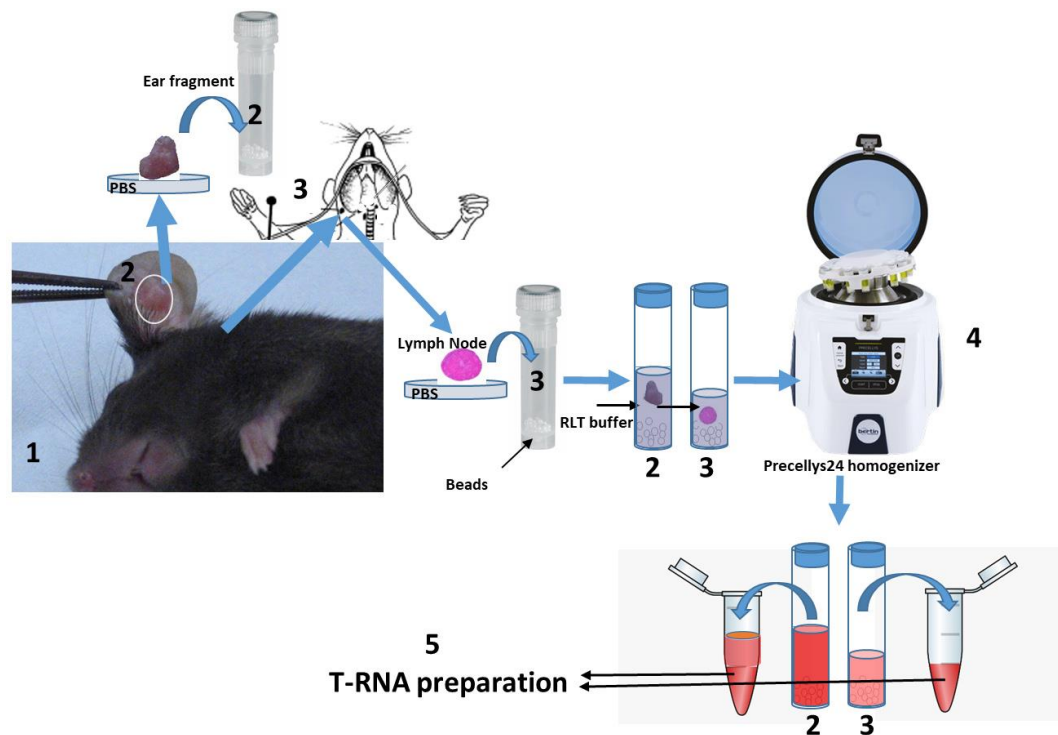 Ear fragment
2
PBS
3
2
1
Lymph Node
PBS
3
Beads
RLT buffer
2
3
4
bertin
Precellys24 homogenizer
5
T-RNA preparation
2
3